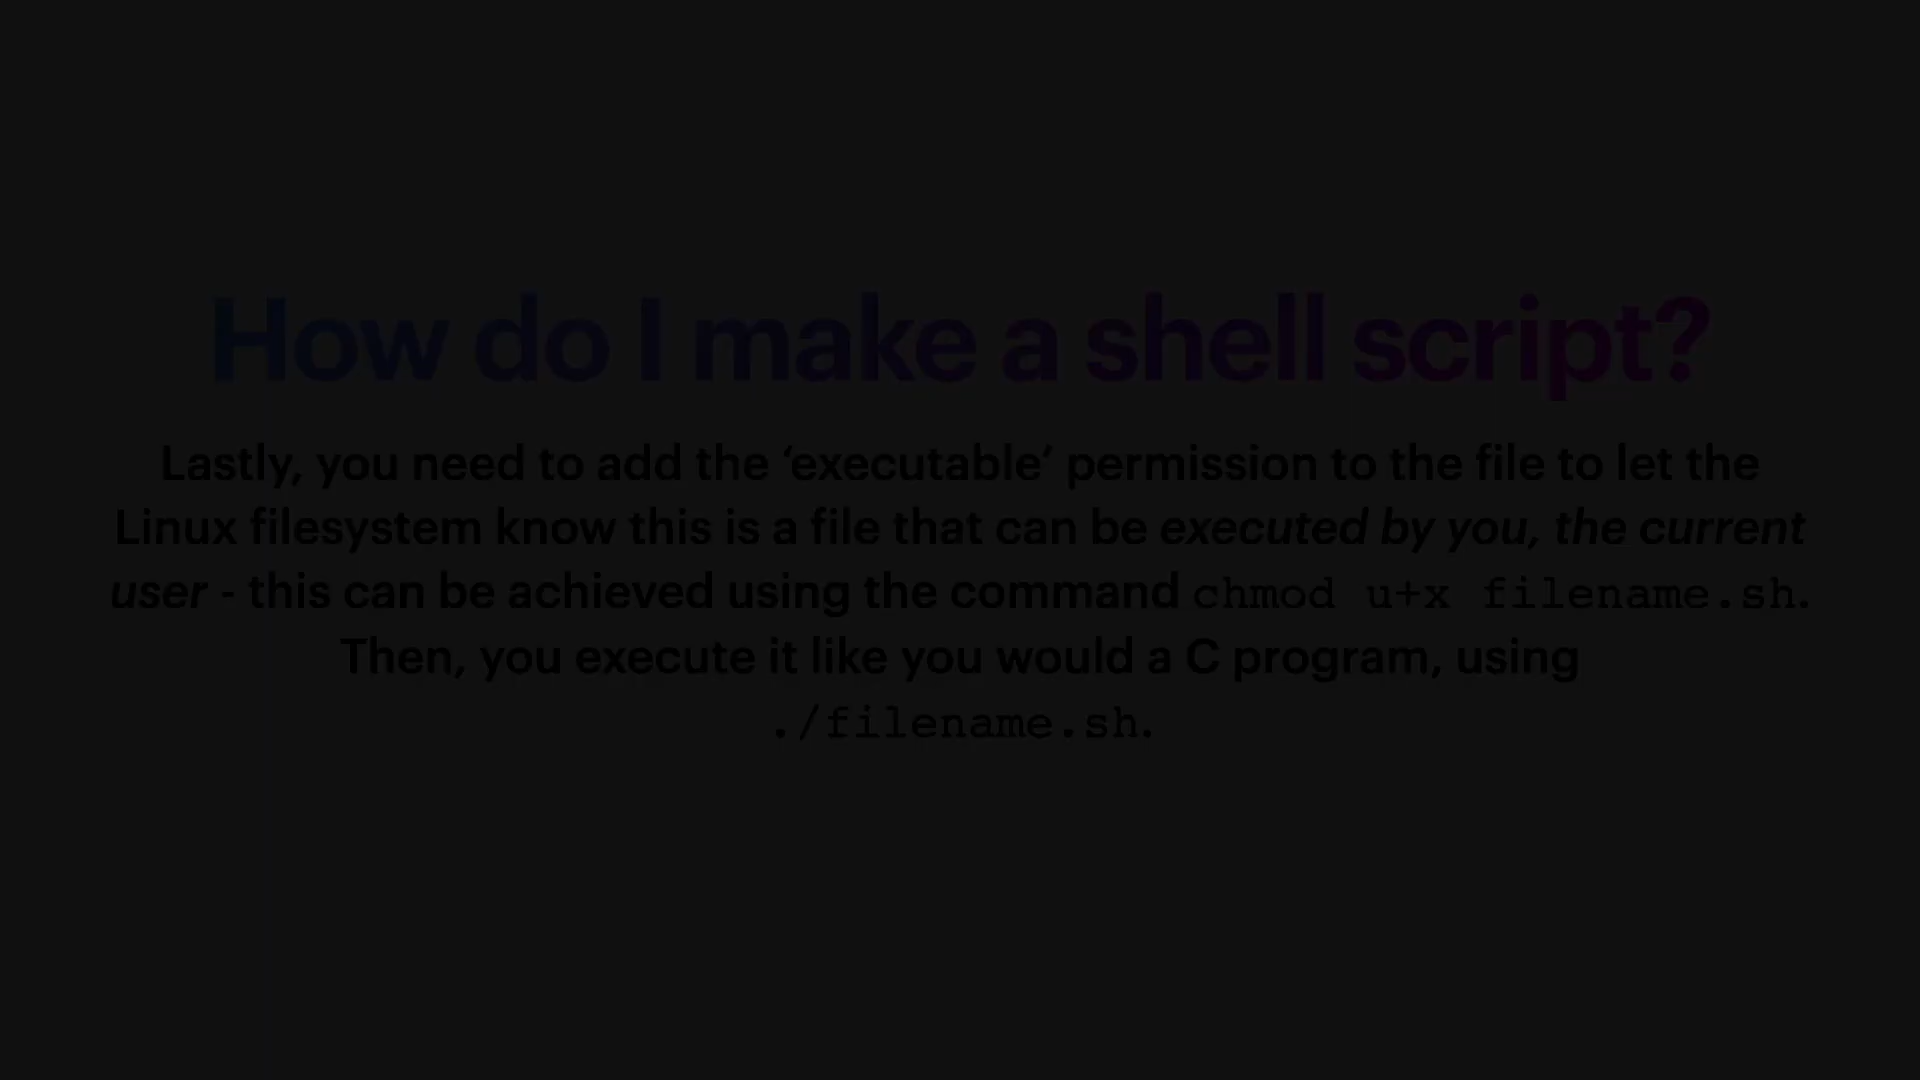 How do I make a shell script?
Lastly, you need to add the ‘executable’ permission to the file to let the
Linux filesystem know this is a file that can be executed by you, the current
user - this can be achieved using the command chmod u+x filename.sh.
Then, you execute it like you would a C program, using
./filename.sh.